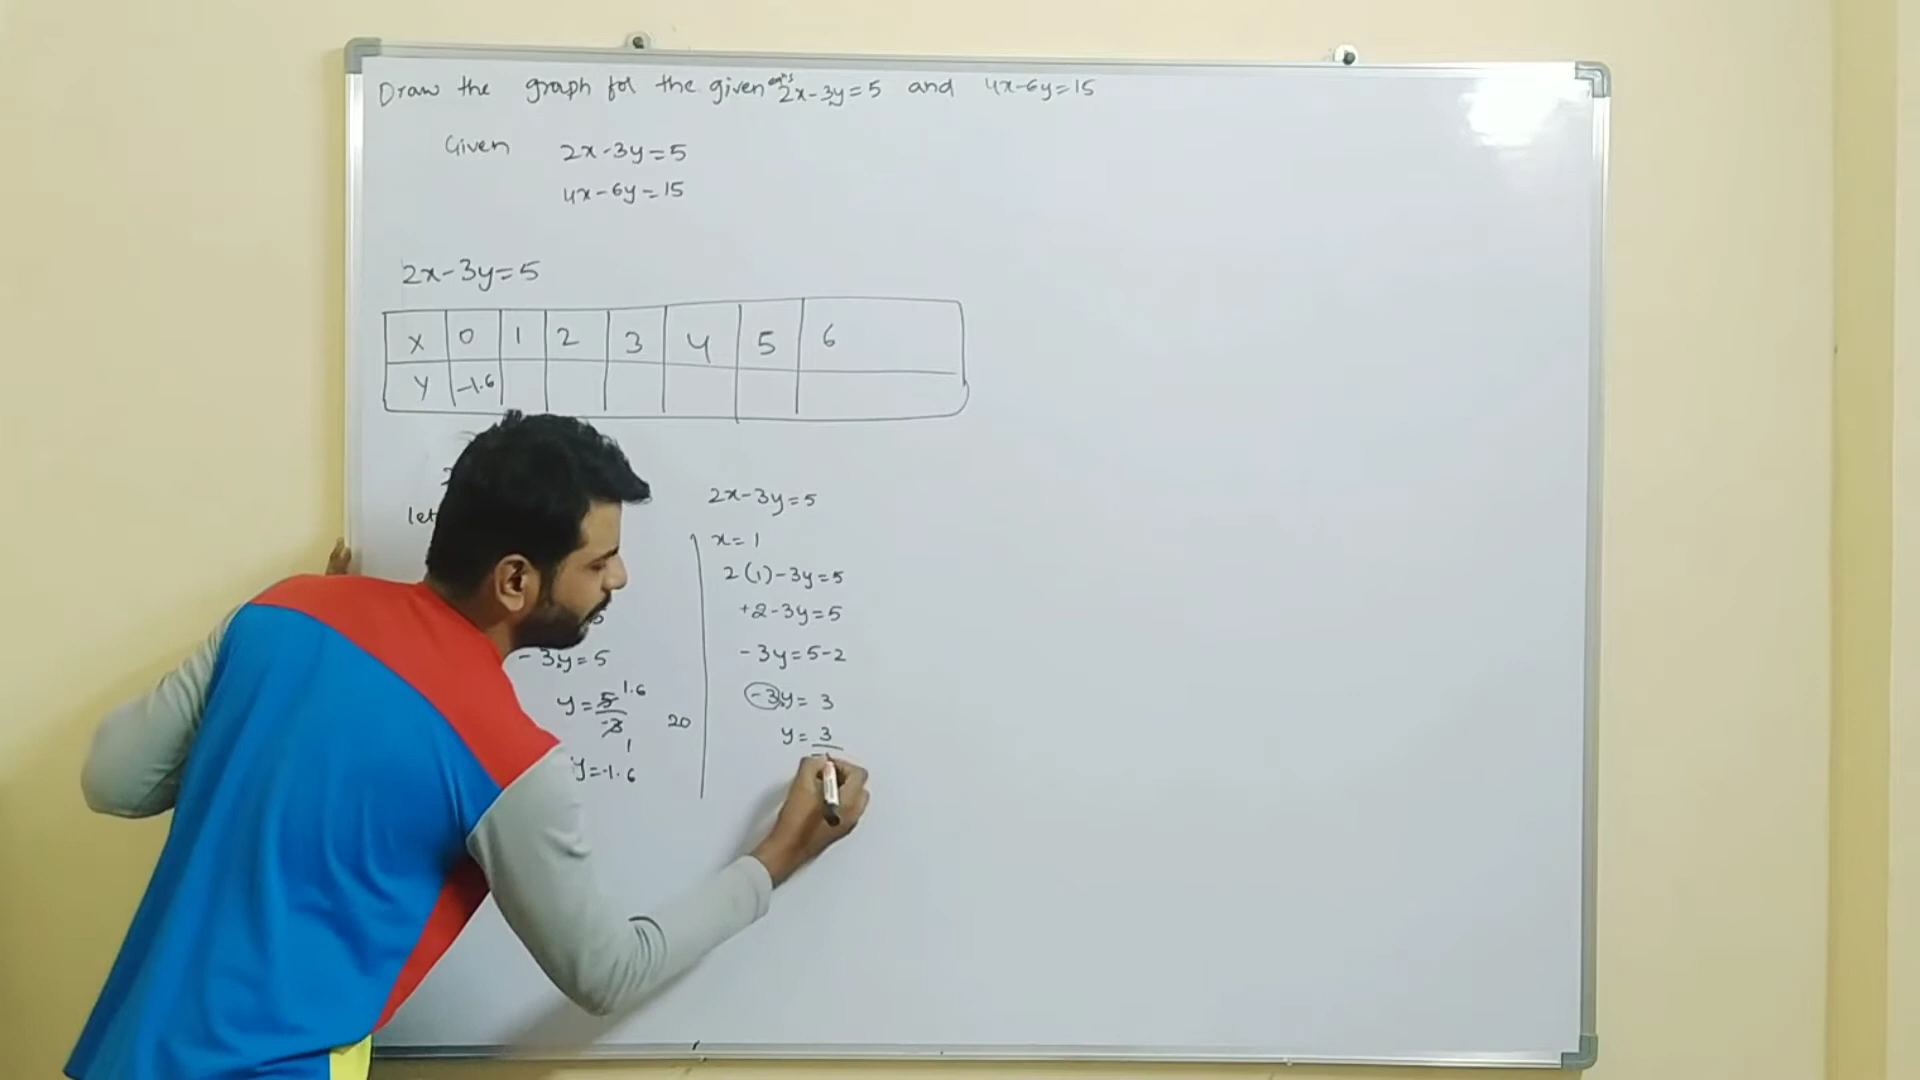 Draw the graph for the given eqns 2x-3y=5 and 4x-6y=15
Given 2x-3y=5
4x-6y=15
2x-3y=5
X 0 1 2 3 4 5 6
Y -1.6
let
-3y=5
y=5/-3 1.6
1
20
y=-1.6
2x-3y=5
x=1
2(1)-3y=5
+2-3y=5
-3y=5-2
-3y=3
y=3